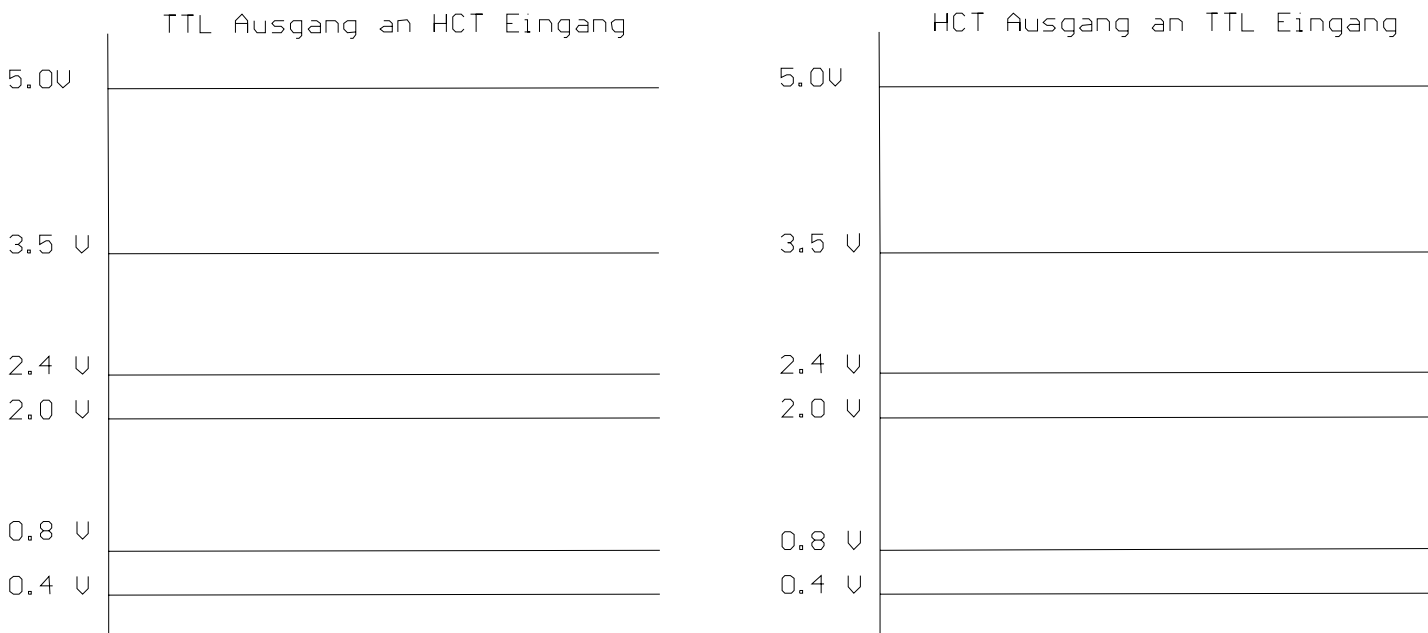 TTL Ausgang an HCT Eingang
5.0V
3.5 V
2.4 V
2.0 V
0.8 V
0.4 V
HCT Ausgang an TTL Eingang
5.0V
3.5 V
2.4 V
2.0 V
0.8 V
0.4 V